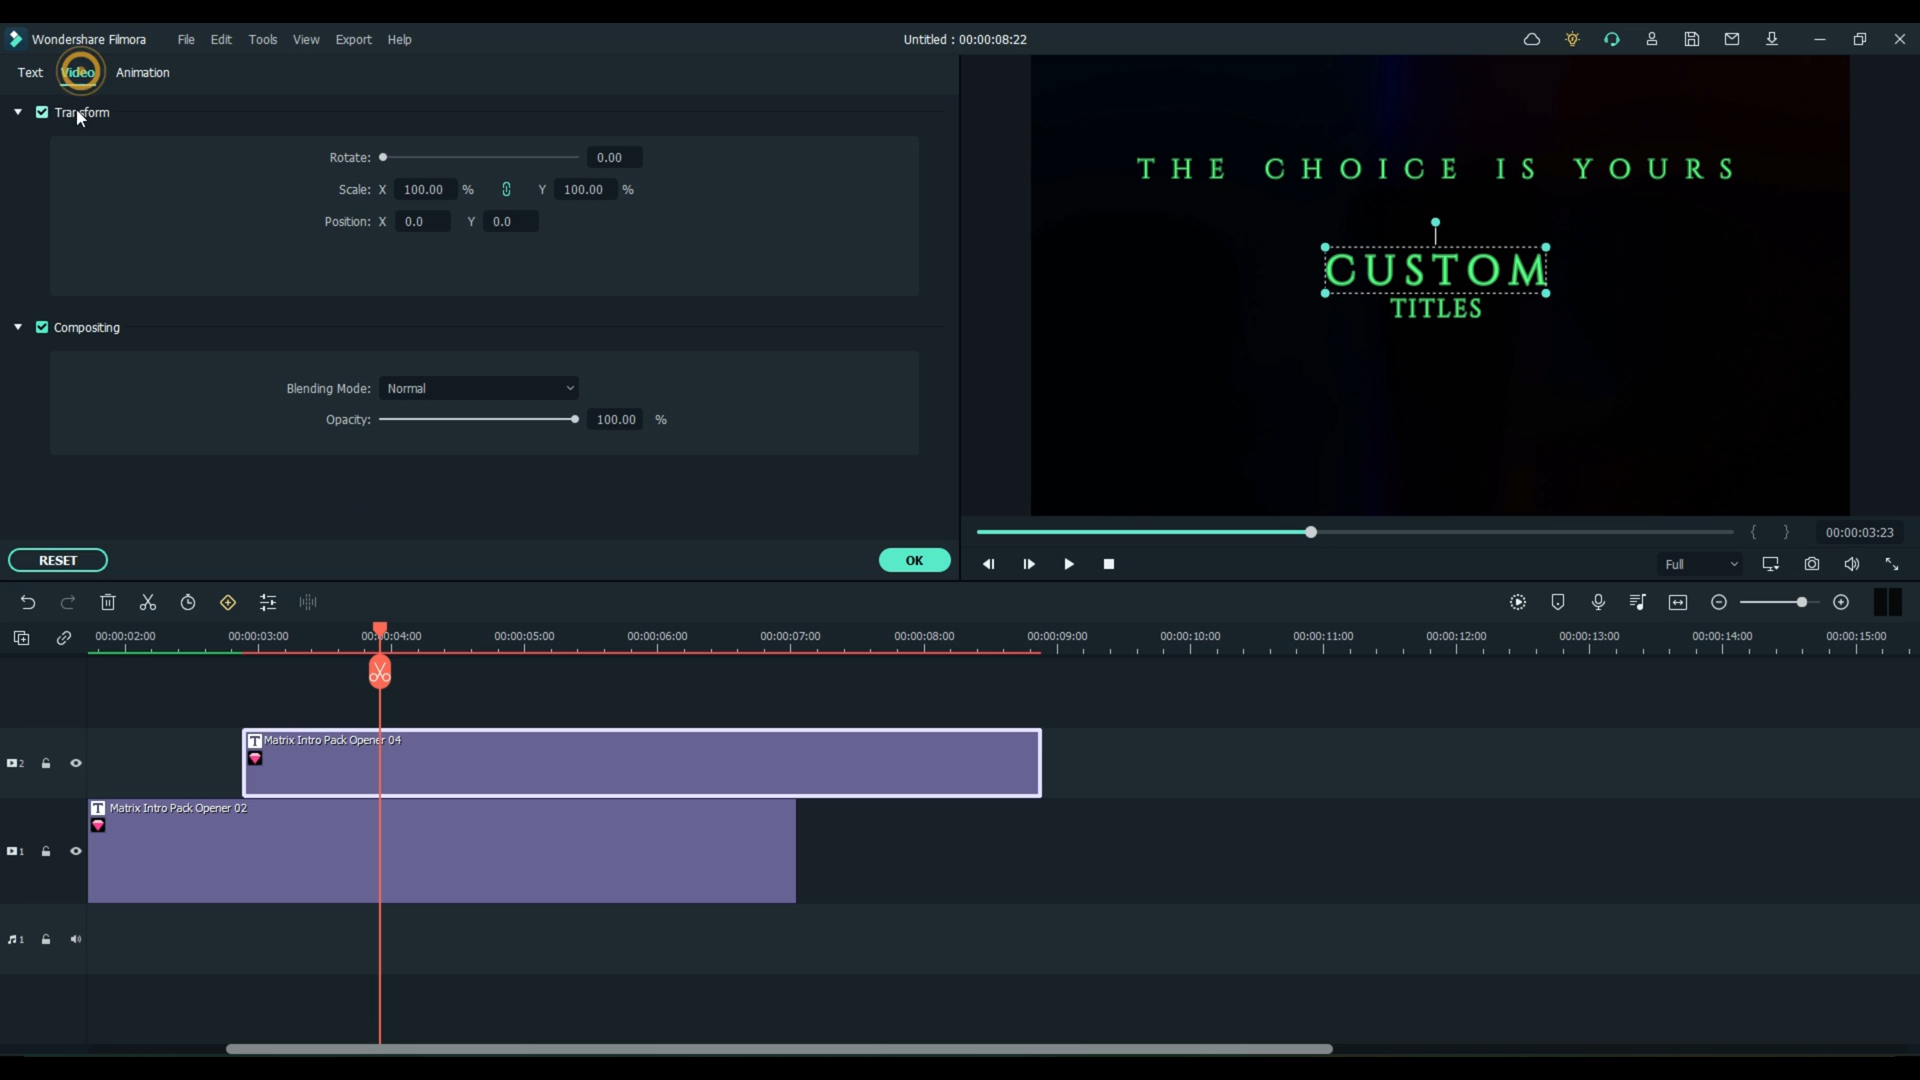 Wondershare Filmora File Edit Tools View Export Help Untitled : 00:00:08:22
Text Video Animation
Transform
Rotate: 0.00
Scale: X 100.00 % Y 100.00 %
Position: X 0.0 Y 0.0
Compositing
Blending Mode: Normal
Opacity: 100.00 %
RESET OK
THE CHOICE IS YOURS
CUSTOM
TITLES
{ } 00:00:03:23
Full
00:00:02:00 00:00:03:00 00:00:04:00 00:00:05:00 00:00:06:00 00:00:07:00 00:00:08:00 00:00:09:00 00:00:10:00 00:00:11:00 00:00:12:00 00:00:13:00 00:00:14:00 00:00:15:00
2 T Matrix Intro Pack Opener 04
1 T Matrix Intro Pack Opener 02
1